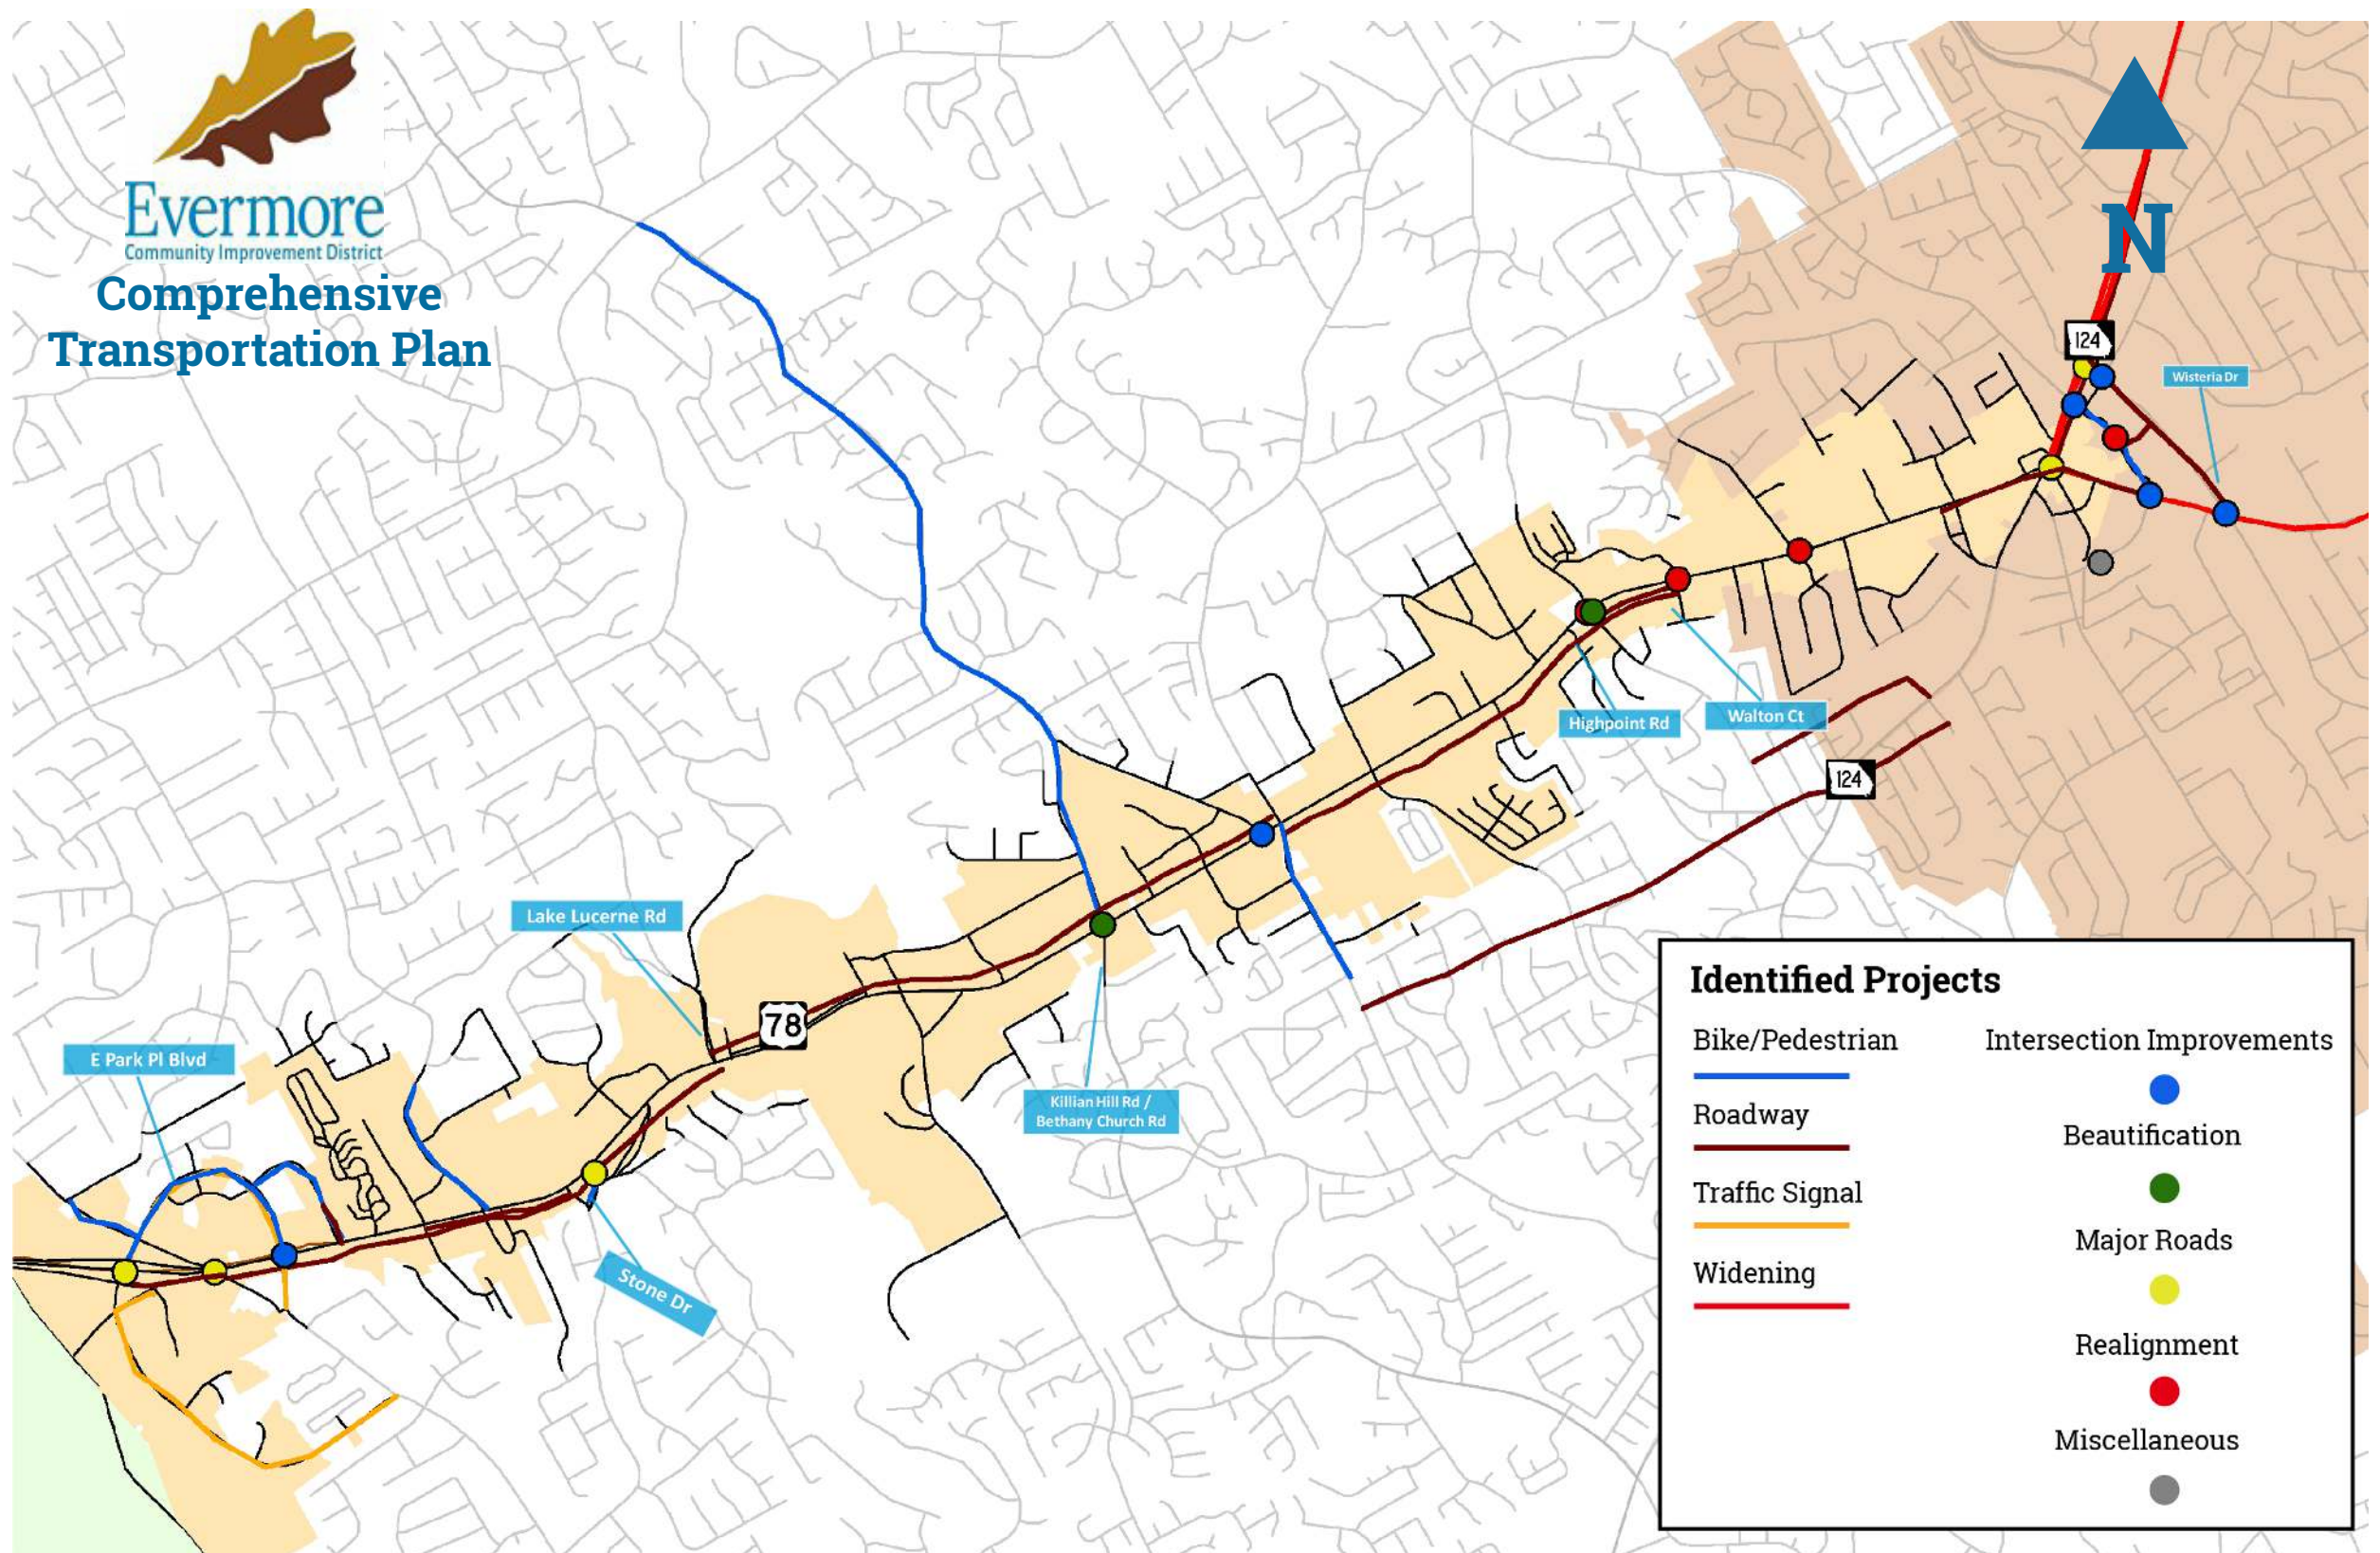 Evermore
Community Improvement District
Comprehensive
Transportation Plan
N
124
Wisteria Dr
Highpoint Rd
Walton Ct
124
Lake Lucerne Rd
78
E Park Pl Blvd
Killian Hill Rd /
Bethany Church Rd
Stone Dr
Identified Projects
Bike/Pedestrian
Roadway
Traffic Signal
Widening
Intersection Improvements
Beautification
Major Roads
Realignment
Miscellaneous